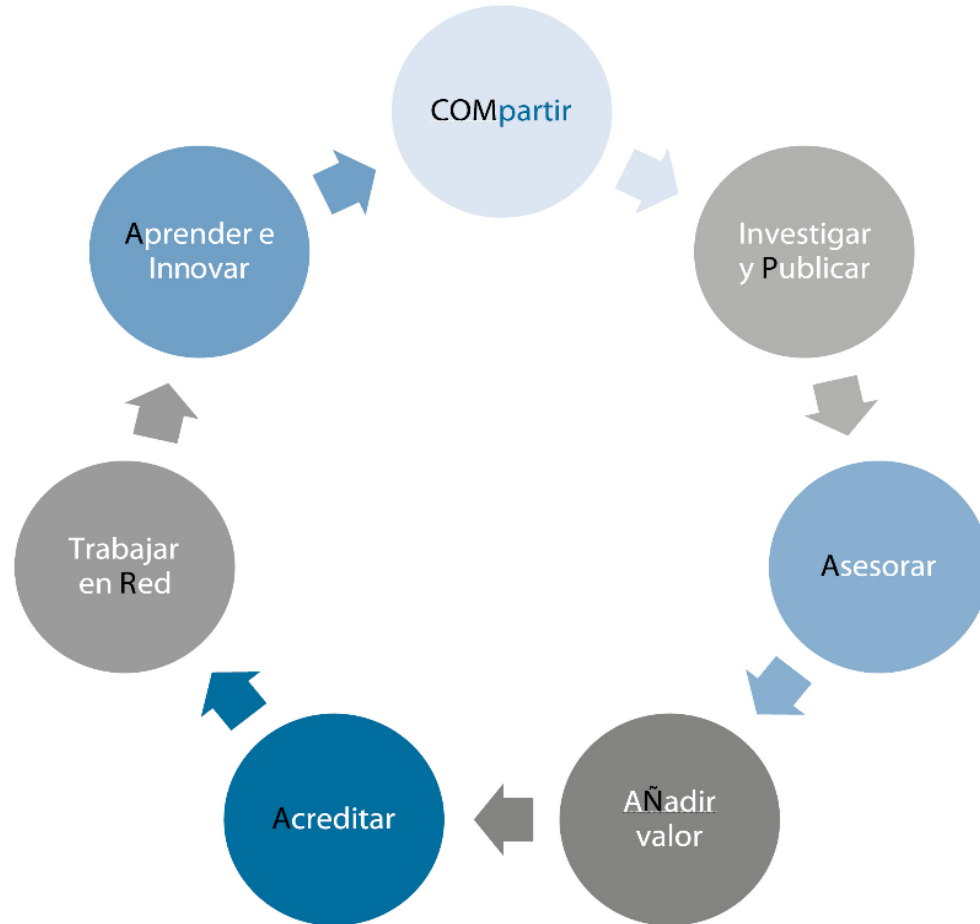 COMpartir
Investigar
y Publicar
Asesorar
AÑadir
valor
Acreditar
Trabajar
en Red
Aprender e
Innovar